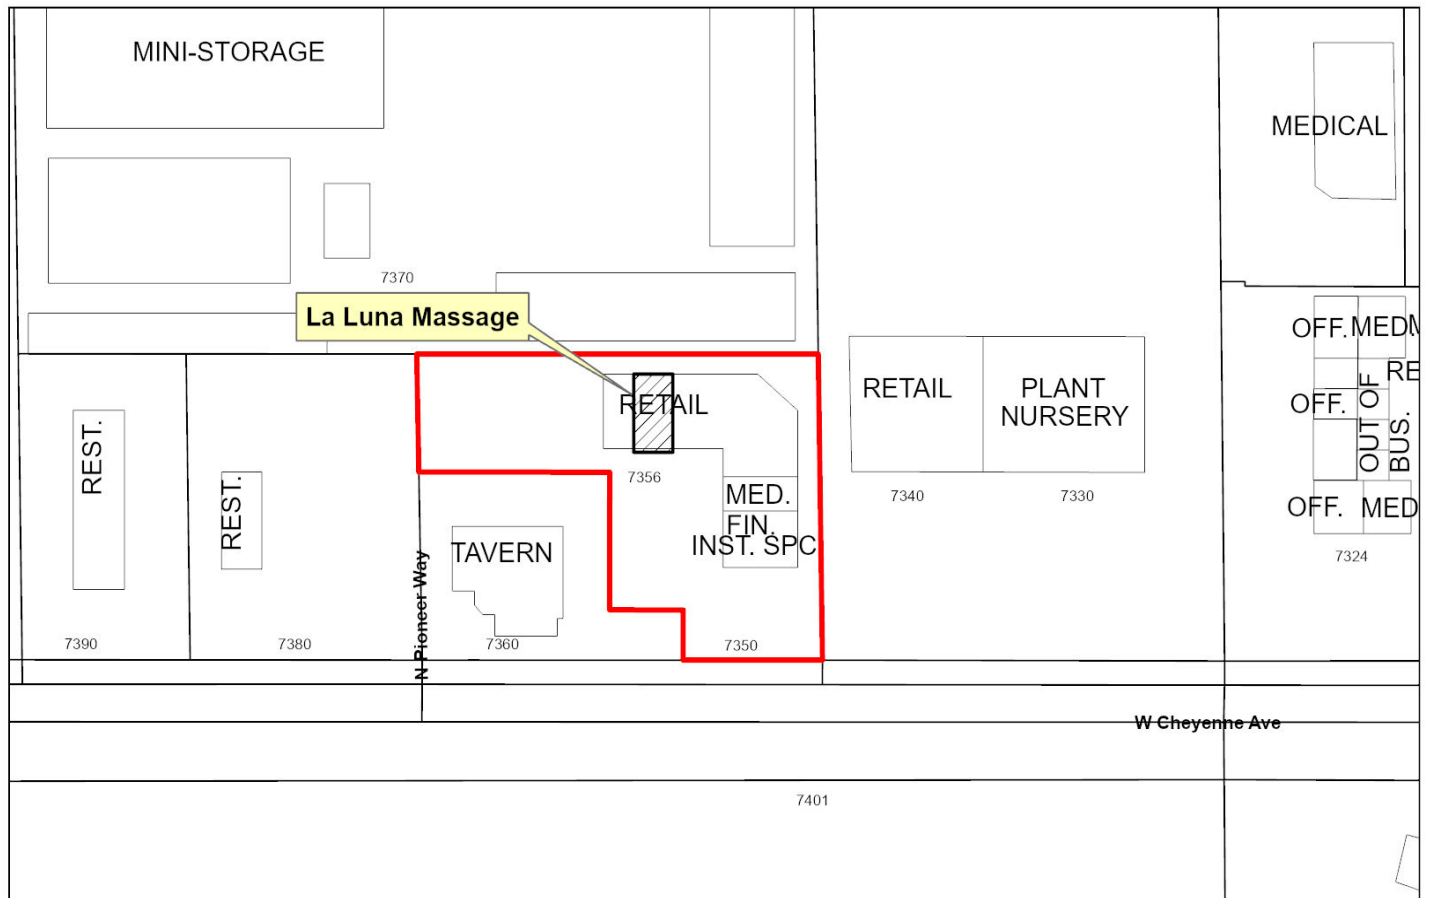 MINI-STORAGE
MEDICAL
7370
La Luna Massage
OFF.
MED.
RE
RETAIL
RETAIL
PLANT
NURSERY
OFF.
OUT OF
BUS.
REST.
REST.
7356
MED.
FIN.
INST. SPC
7340
7330
OFF.
MED
TAVERN
7324
N Pioneer Way
7390
7380
7360
7350
W Cheyenne Ave
7401